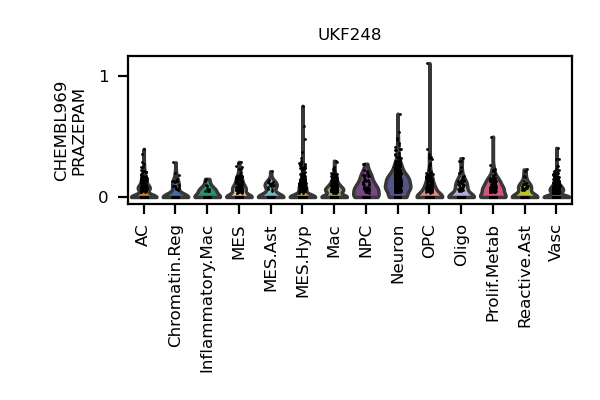 UKF248
CHEMBL969
PRAZEPAM
1
0
AC
Chromatin.Reg
Inflammatory.Mac
MES
MES.Ast
MES.Hyp
Mac
NPC
Neuron
OPC
Oligo
Prolif.Metab
Reactive.Ast
Vasc